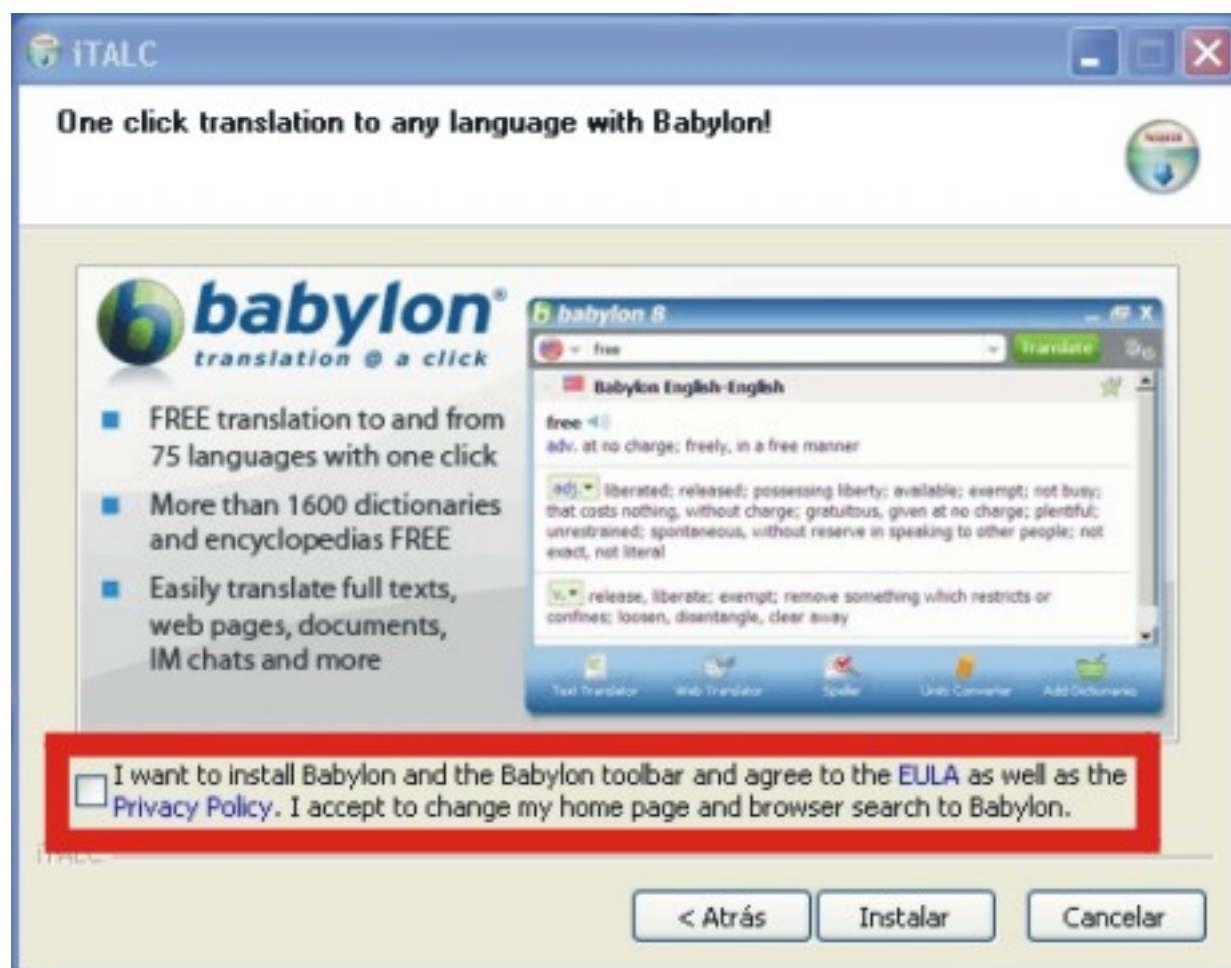 iTALC
One click translation to any language with Babylon!
babylon®
translation @ a click
FREE translation to and from
75 languages with one click
More than 1600 dictionaries
and encyclopedias FREE
Easily translate full texts,
web pages, documents,
IM chats and more
babylon 8
free
Translate
Babylon English-English
free
adv. at no charge; freely, in a free manner
adj. liberated; released; possessing liberty; available; exempt; not busy;
that costs nothing, without charge; gratuitous, given at no charge; plentiful;
unrestrained; spontaneous, without reserve in speaking to other people; not
exact, not literal
v. release, liberate; exempt; remove something which restricts or
confines; loosen, disentangle, clear away
Text Translator Web Translator Speller Units Converter Add Dictionaries
I want to install Babylon and the Babylon toolbar and agree to the EULA as well as the
Privacy Policy. I accept to change my home page and browser search to Babylon.
iTALC
< Atrás Instalar Cancelar